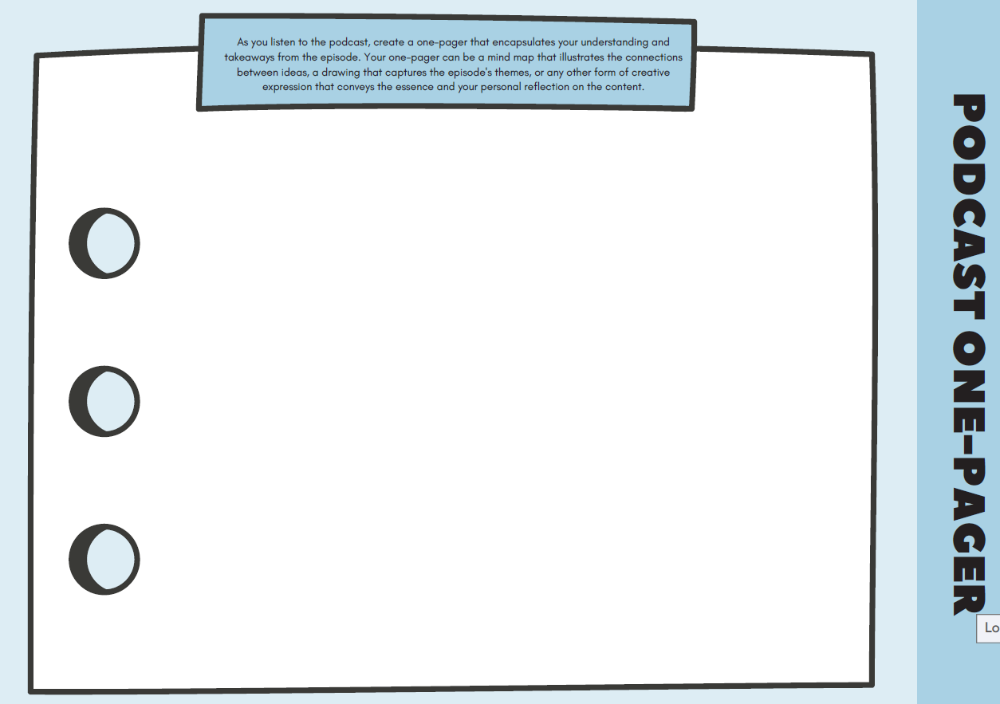 As you listen to the podcast, create a one-pager that encapsulates your understanding and
takeaways from the episode. Your one-pager can be a mind map that illustrates the connections
between ideas, a drawing that captures the episode's themes, or any other form of creative
expression that conveys the essence and your personal reflection on the content.
PODCAST ONE-PAGER
Lo